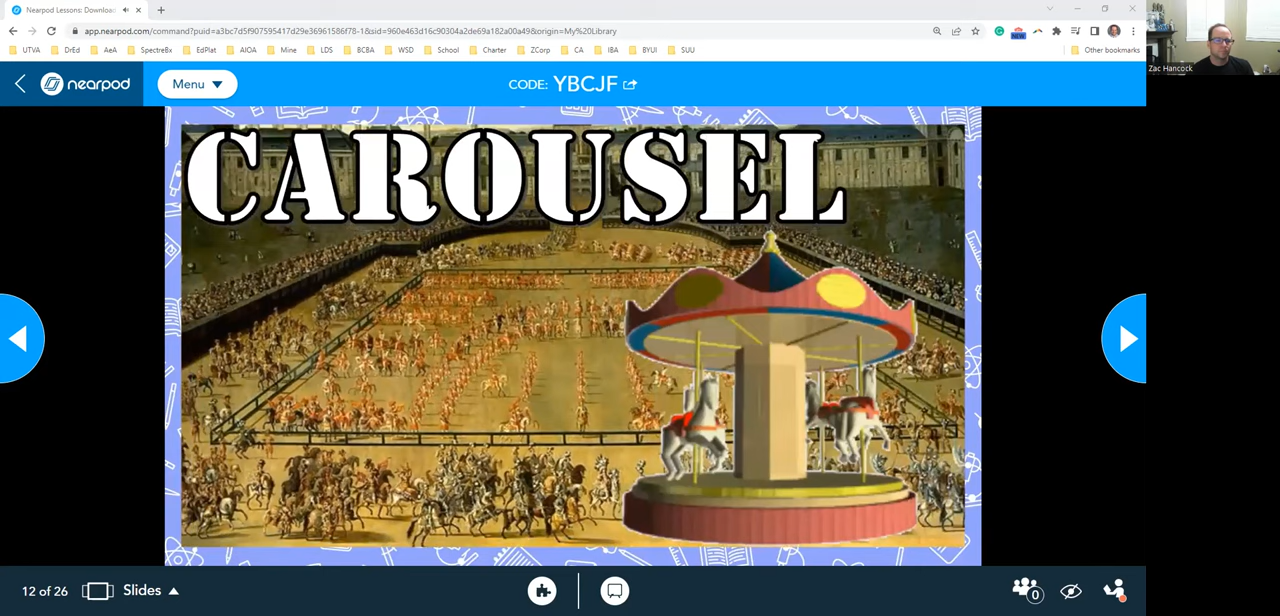 Nearpod Lessons: Downloa
app.nearpod.com/command?puid=a3bc7d5f907595417d29e36961586f78-1&sid=960e463d16c90304a2de69a182a00a49&origin=My%20Library
UTVA DrEd AeA SpectreBx EdPlat AIOA Mine LDS BCBA WSD School Charter ZCorp CA IBA BYUI SUU Other bookmarks
NEW
Zac Hancock
nearpod Menu CODE: YBCJF
CAROUSEL
12 of 26 Slides 0